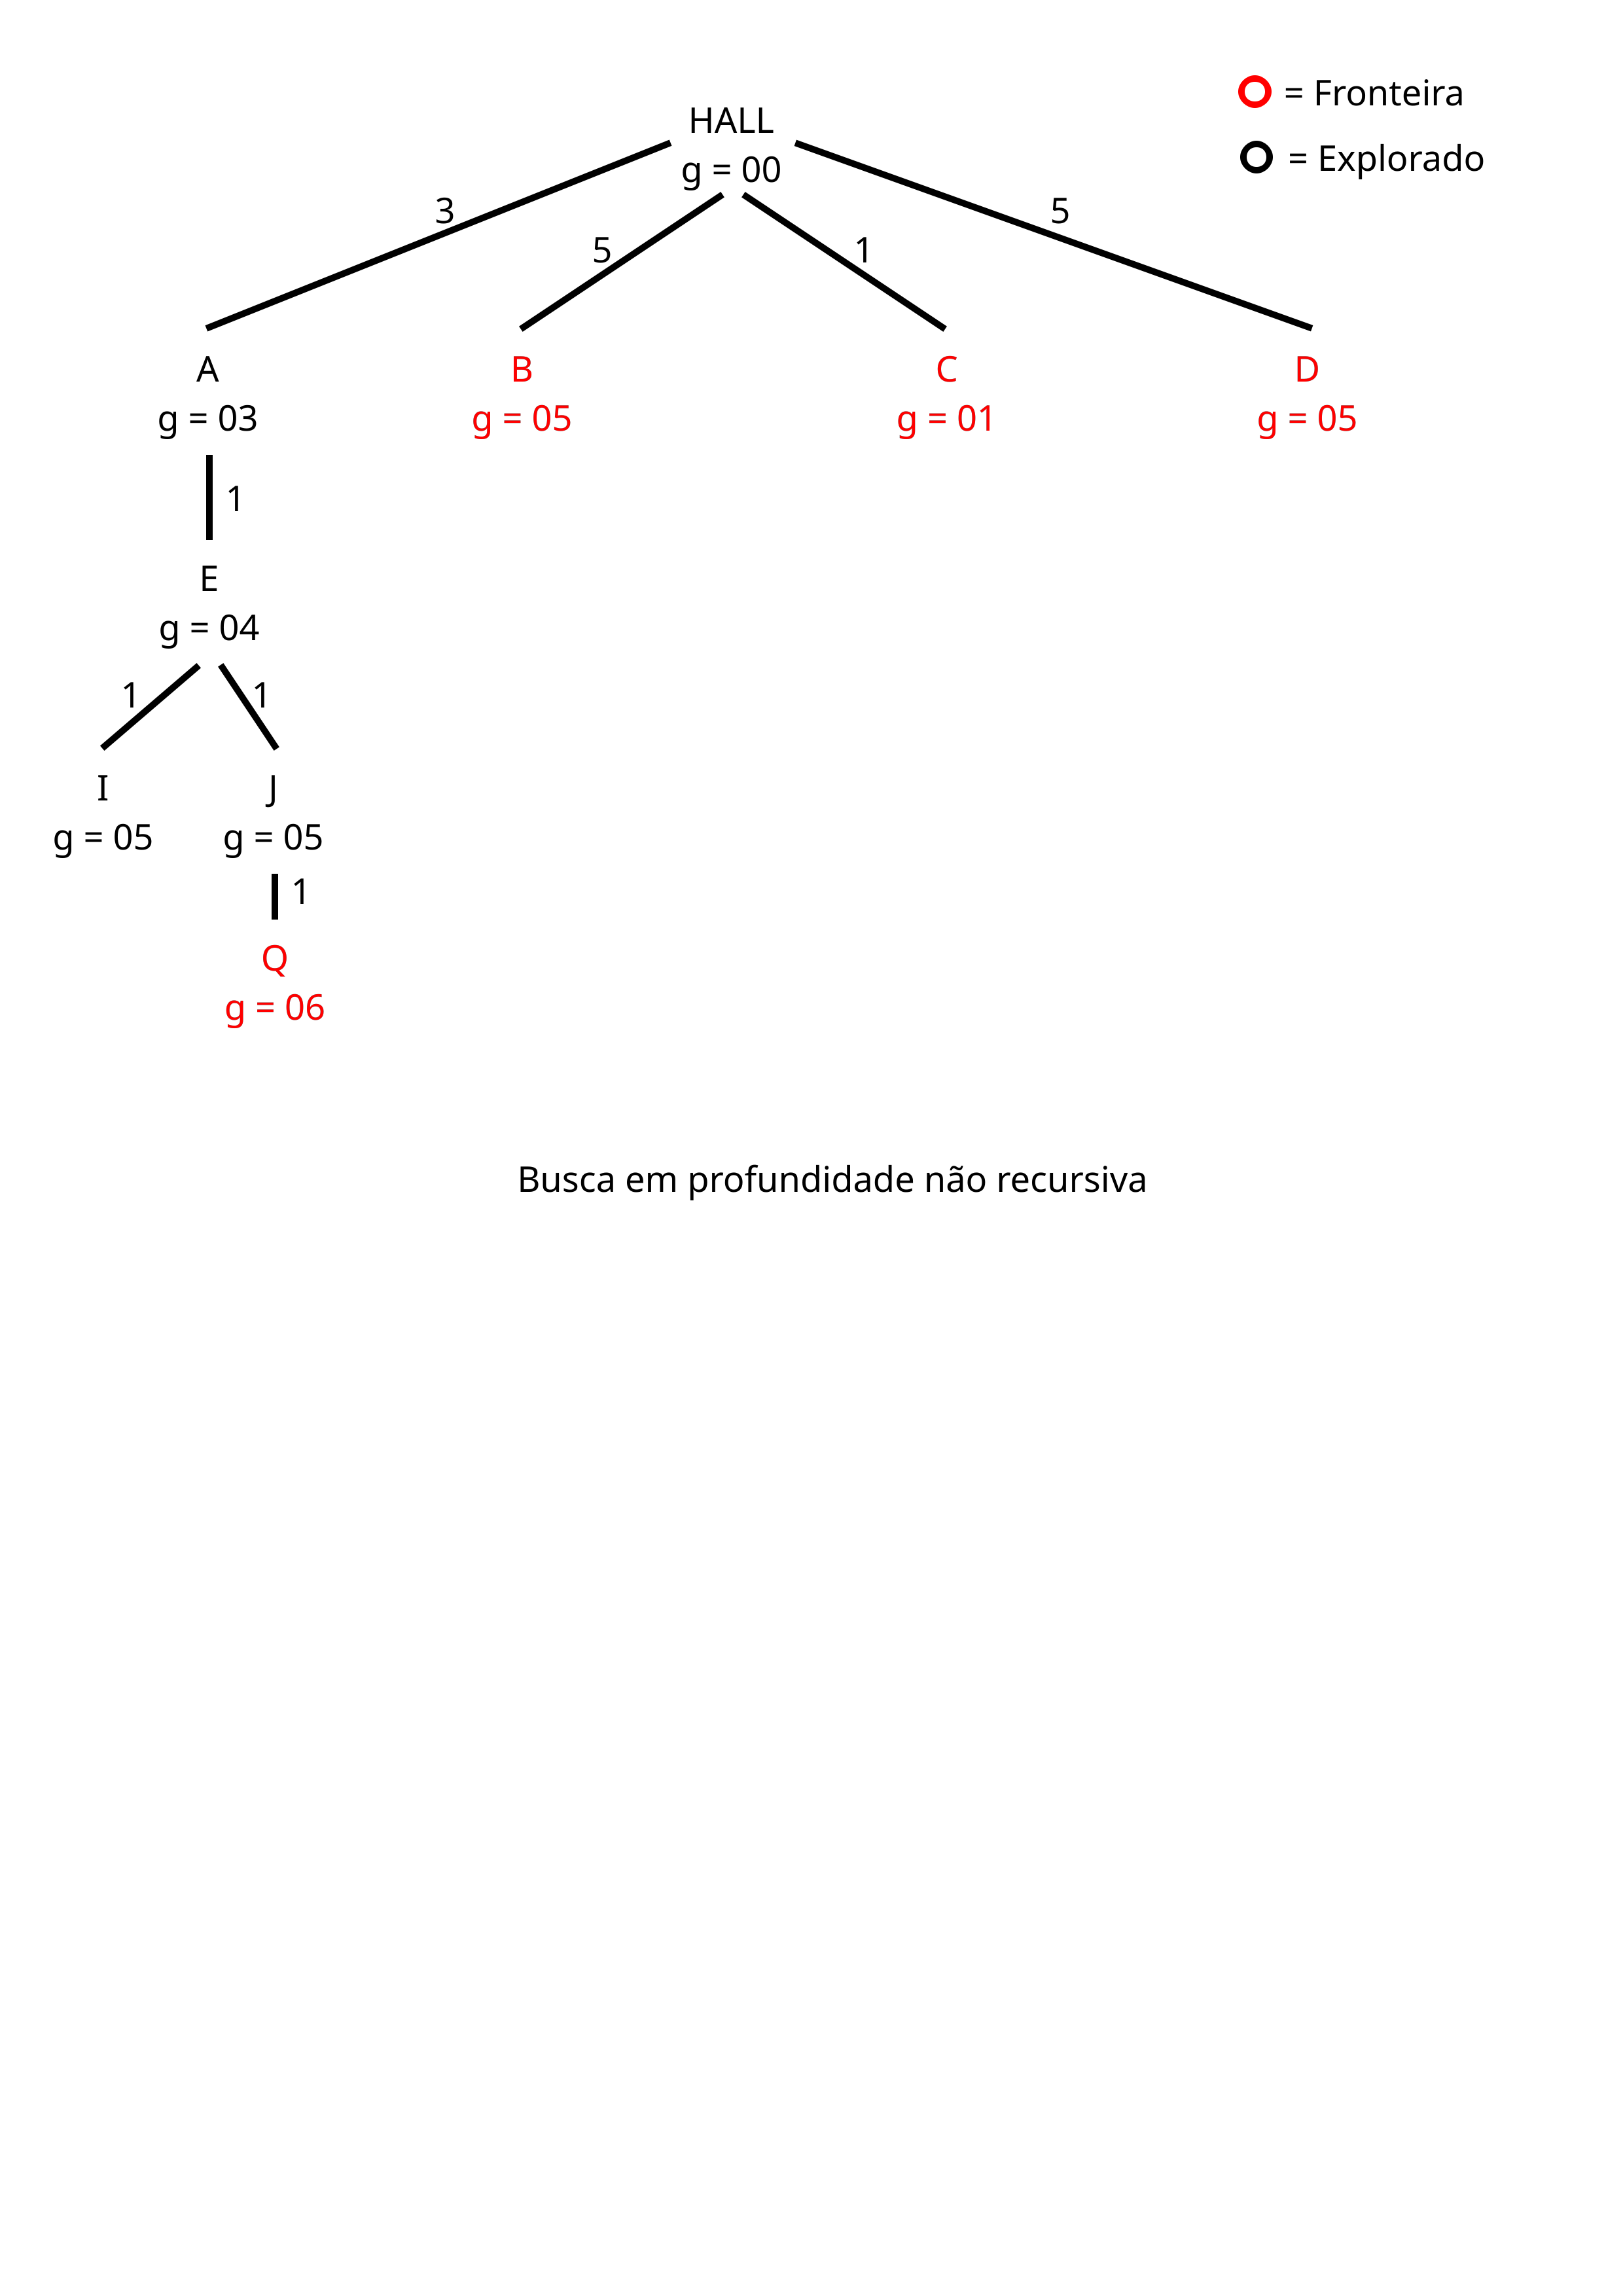 = Fronteira
HALL
= Explorado
g = 00
3
5
5
1
A
B
C
D
g = 03
g = 05
g = 01
g = 05
1
E
g = 04
1
1
I
J
g = 05
g = 05
1
Q
g = 06
Busca em profundidade não recursiva